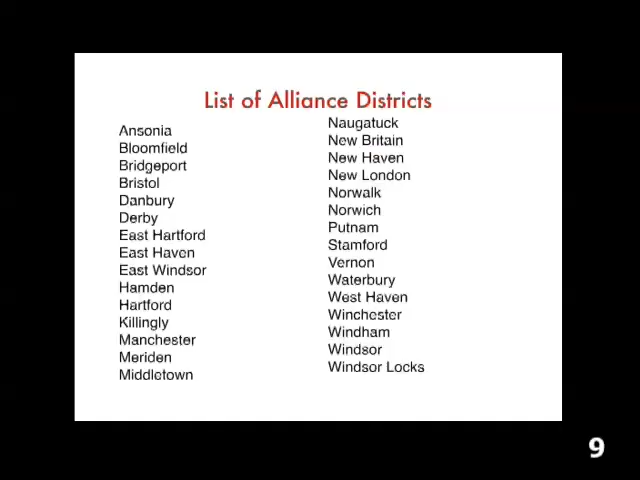 List of Alliance Districts
Ansonia
Bloomfield
Bridgeport
Bristol
Danbury
Derby
East Hartford
East Haven
East Windsor
Hamden
Hartford
Killingly
Manchester
Meriden
Middletown
Naugatuck
New Britain
New Haven
New London
Norwalk
Norwich
Putnam
Stamford
Vernon
Waterbury
West Haven
Winchester
Windham
Windsor
Windsor Locks
9